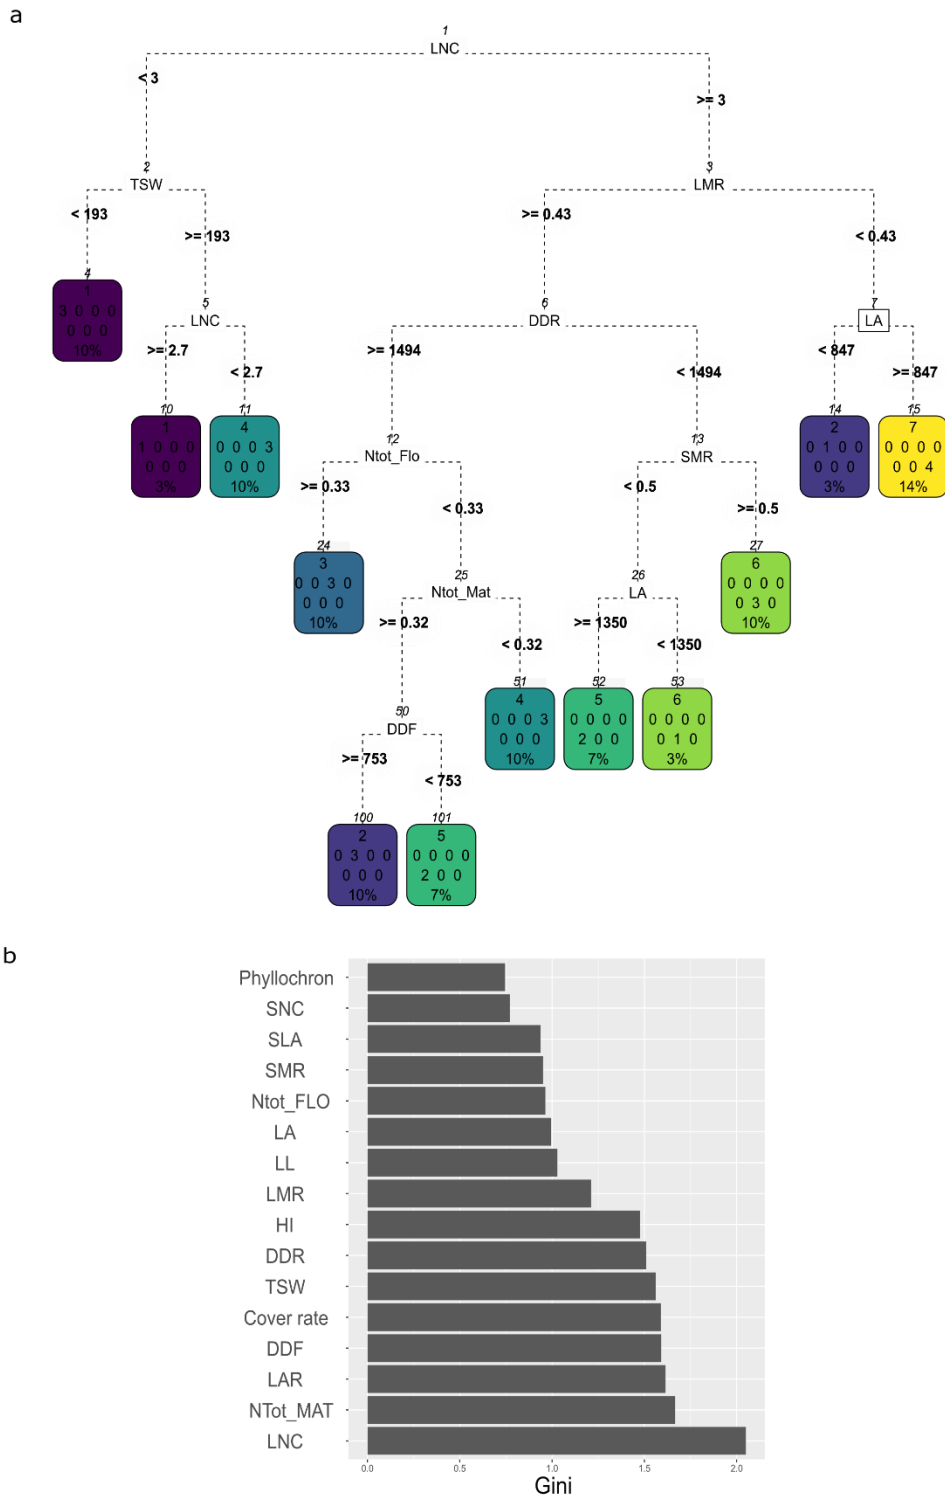 a
1
LNC
< 3
>= 3
2
TSW
3
LMR
< 193
>= 193
>= 0.43
< 0.43
4
1
3 0 0 0
0 0 0
10%
5
LNC
6
DDR
7
LA
>= 2.7
< 2.7
>= 1494
< 1494
< 847
>= 847
10
1
1 0 0 0
0 0 0
3%
11
4
0 0 0 3
0 0 0
10%
12
Ntot_Flo
13
SMR
14
2
0 1 0 0
0 0 0
3%
15
7
0 0 0 0
0 0 4
14%
>= 0.33
< 0.33
< 0.5
>= 0.5
24
3
0 0 3 0
0 0 0
10%
25
Ntot_Mat
26
LA
27
6
0 0 0 0
0 3 0
10%
>= 0.32
< 0.32
>= 1350
< 1350
50
DDF
51
4
0 0 0 3
0 0 0
10%
52
5
0 0 0 0
2 0 0
7%
53
6
0 0 0 0
0 1 0
3%
>= 753
< 753
100
2
0 3 0 0
0 0 0
10%
101
5
0 0 0 0
2 0 0
7%
b
Phyllochron
SNC
SLA
SMR
Ntot_FLO
LA
LL
LMR
HI
DDR
TSW
Cover rate
DDF
LAR
NTot_MAT
LNC
0.0 0.5 1.0 1.5 2.0
Gini